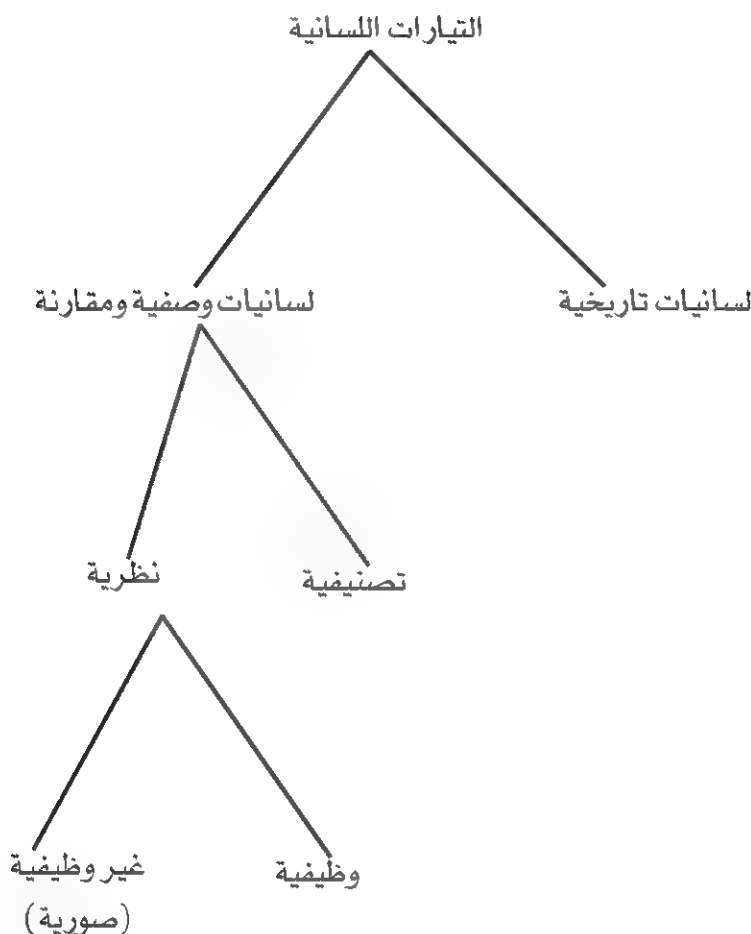 التيارات اللسانية
لسانيات تاريخية
لسانيات وصفية ومقارنة
تصنيفية
نظرية
وظيفية
غير وظيفية
(صورية)